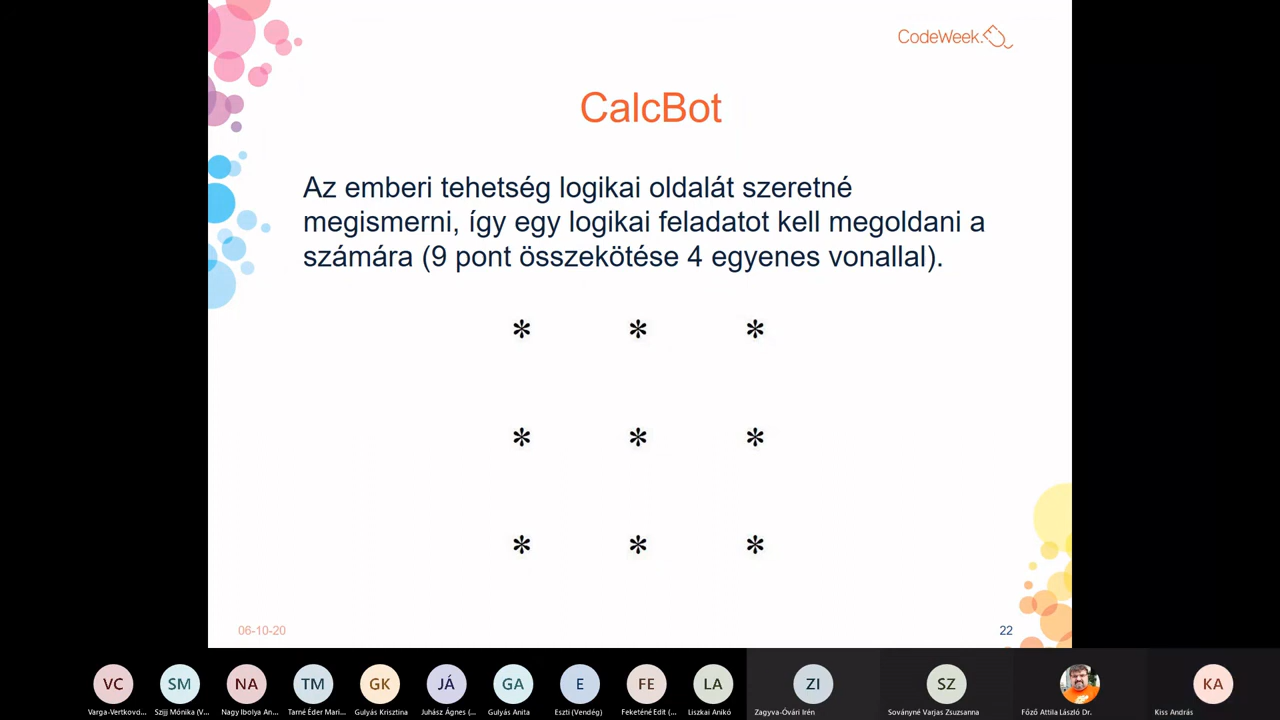 CodeWeek
CalcBot
Az emberi tehetség logikai oldalát szeretné
megismerni, így egy logikai feladatot kell megoldani a
számára (9 pont összekötése 4 egyenes vonallal).
* * *
* * *
* * *
06-10-20
22
VC SM NA TM GK JÁ GA E FE LA ZI SZ KA
Varga-Vertkovd... Szijj Mónika (V... Nagy Ibolya An... Tarné Éder Mari... Gulyás Krisztina Juhász Ágnes (... Gulyás Anita Eszti (Vendég) Feketéné Edit (... Liszkai Anikó Zagyva-Óvári Irén Soványné Varjas Zsuzsanna Főző Attila László Dr. Kiss András